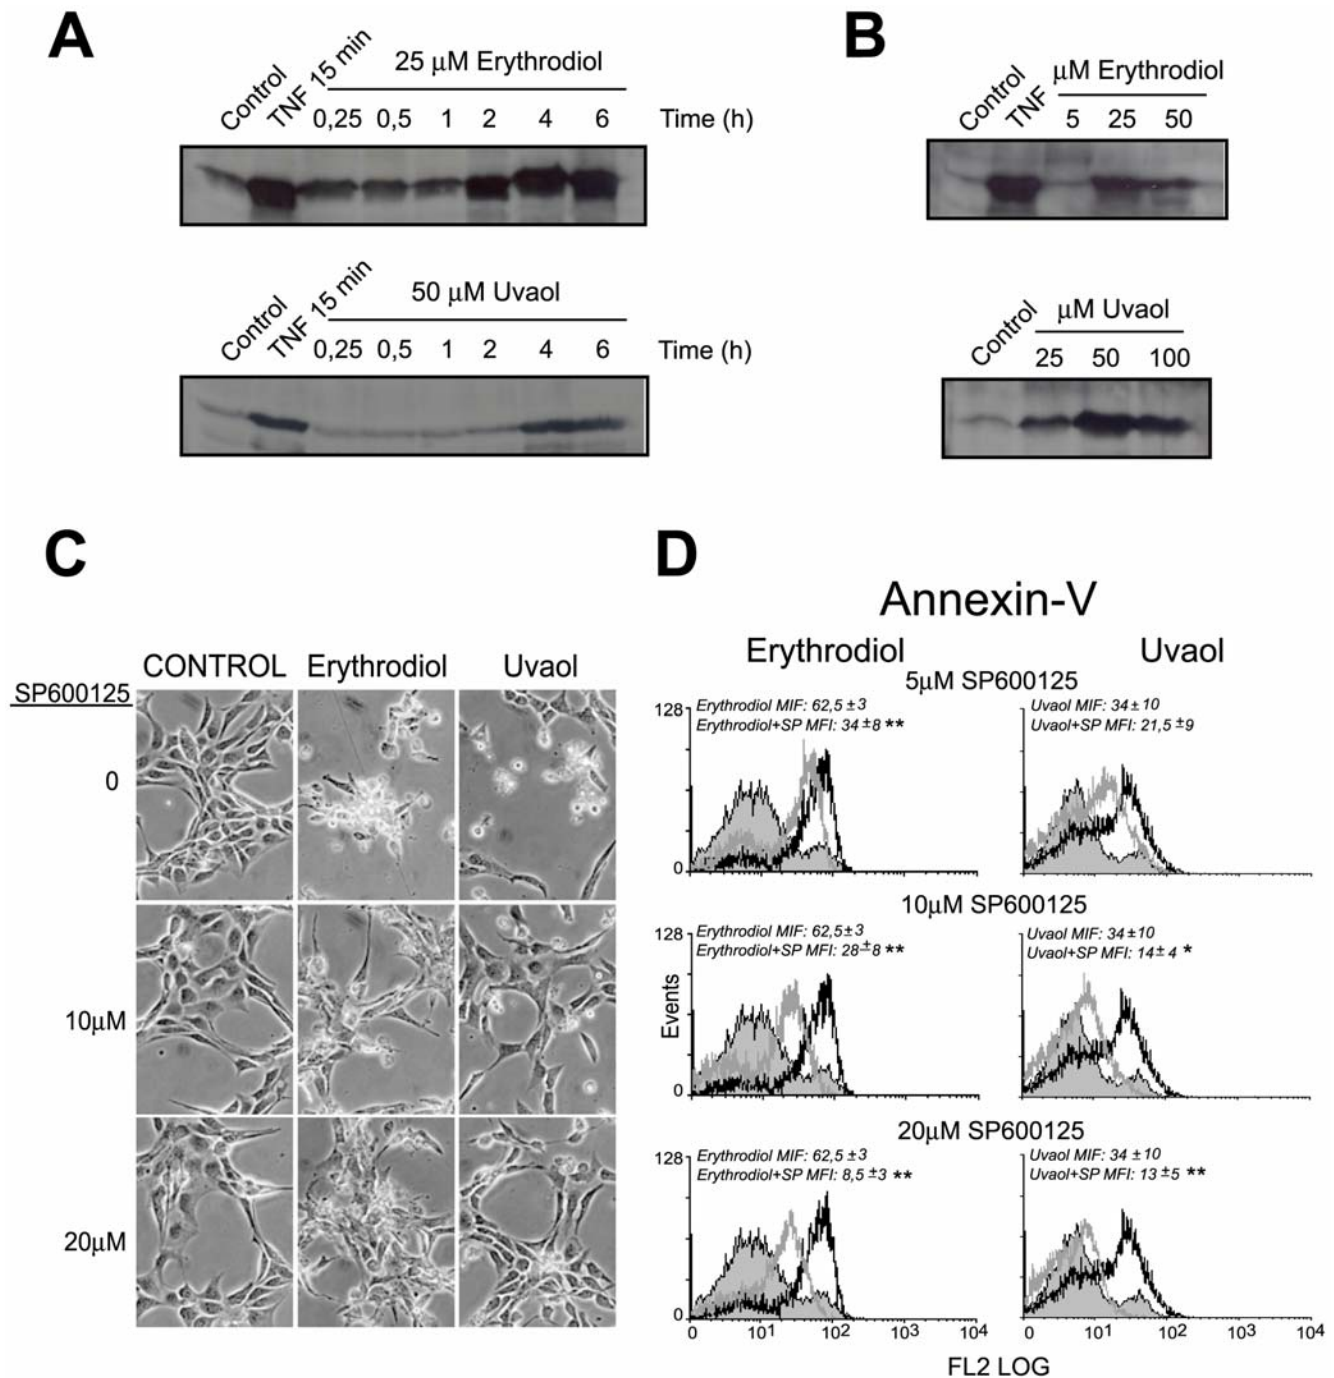 A
Control
TNF 15 min
25 μM Erythrodiol
0,25 0,5 1 2 4 6 Time (h)
Control
TNF 15 min
50 μM Uvaol
0,25 0,5 1 2 4 6 Time (h)
B
Control
TNF
μM Erythrodiol
5 25 50
Control
μM Uvaol
25 50 100
C
CONTROL Erythrodiol Uvaol
SP600125
0
10μM
20μM
D
Annexin-V
Erythrodiol Uvaol
5μM SP600125
128
Erythrodiol MIF: 62,5 ±3
Erythrodiol+SP MFI: 34 ±8 **
0
Uvaol MIF: 34± 10
Uvaol+SP MFI: 21,5 ±9
10μM SP600125
128
Erythrodiol MIF: 62,5±3
Erythrodiol+SP MFI: 28±8 **
Events
0
Uvaol MIF: 34±10
Uvaol+SP MFI: 14± 4 *
20μM SP600125
128
Erythrodiol MIF: 62,5 ±3
Erythrodiol+SP MFI: 8,5 ±3 **
0
Uvaol MIF: 34 ±10
Uvaol+SP MFI: 13 ±5 **
0 10¹ 10² 10³ 10⁴ 0 10¹ 10² 10³ 10⁴
FL2 LOG